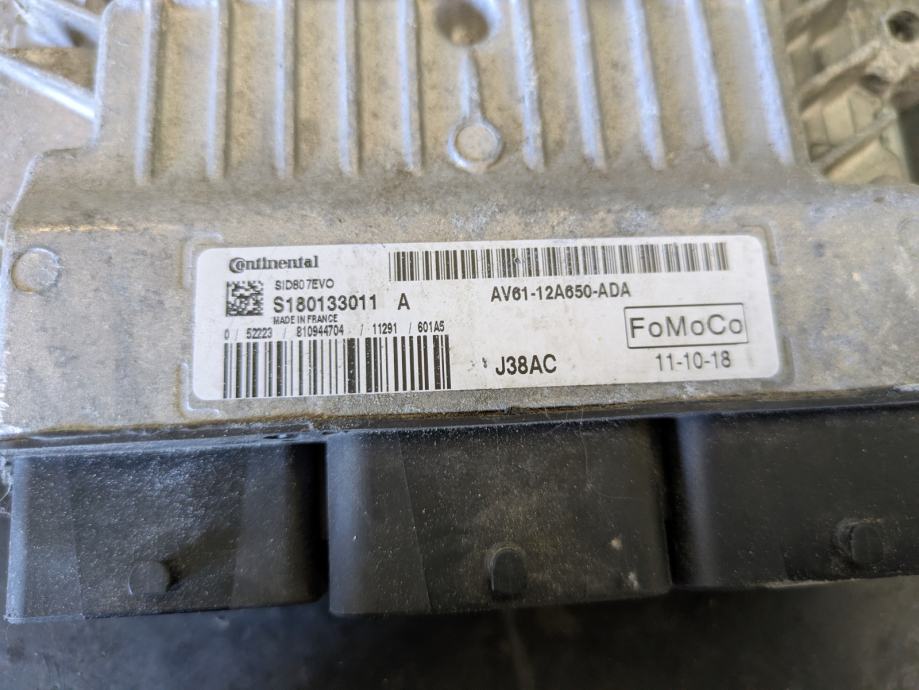 Continental
SID807EVO
S180133011 A
MADE IN FRANCE
0 / 52223 / 810944704 / 11291 / 601A5
AV61-12A650-ADA
FoMoCo
J38AC
11-10-18